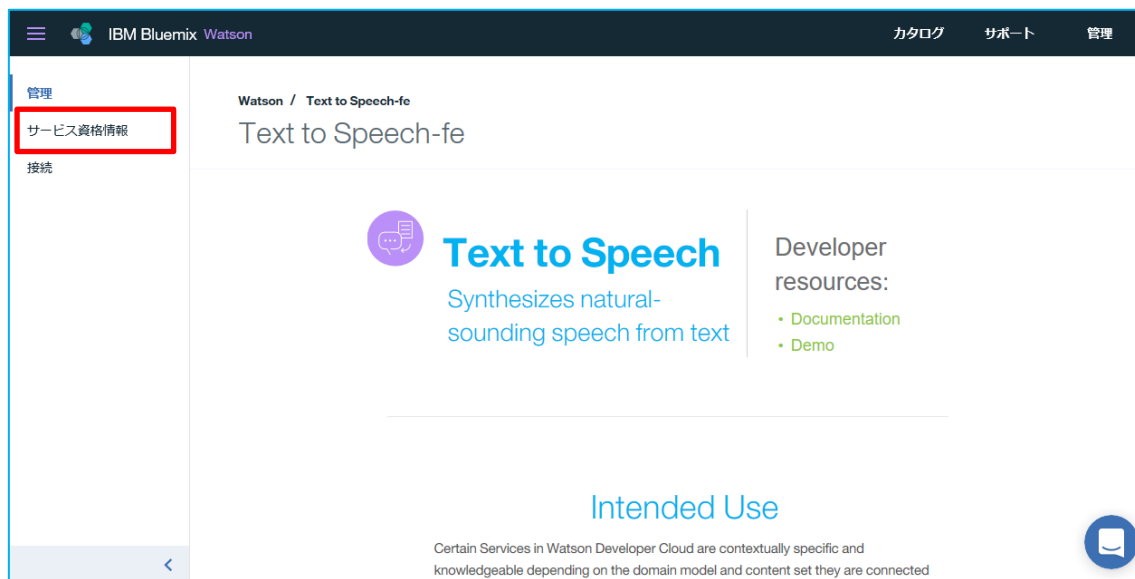 IBM Bluemix Watson
カタログ
サポート
管理
管理
サービス資格情報
接続
Watson / Text to Speech-fe
Text to Speech-fe
Text to Speech
Synthesizes natural-
sounding speech from text
Developer
resources:
• Documentation
• Demo
Intended Use
Certain Services in Watson Developer Cloud are contextually specific and
knowledgeable depending on the domain model and content set they are connected